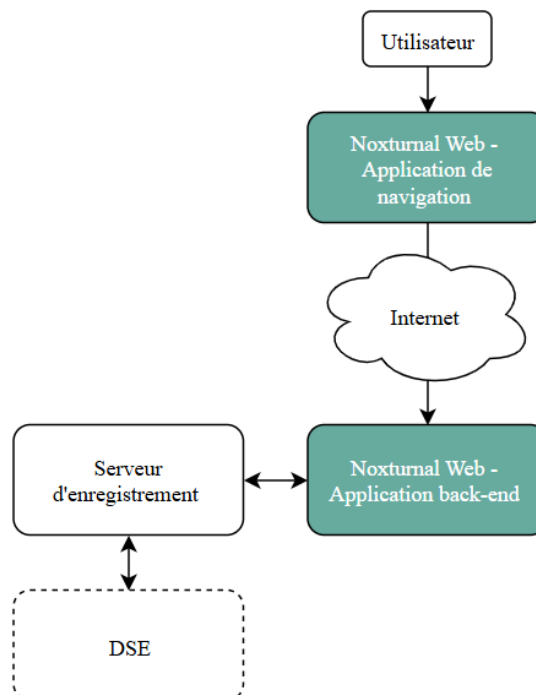 Utilisateur
Noxturnal Web -
Application de
navigation
Internet
Serveur
d'enregistrement
Noxturnal Web -
Application back-end
DSE